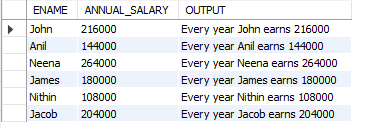 ENAME ANNUAL_SALARY OUTPUT
John 216000 Every year John earns 216000
Anil 144000 Every year Anil earns 144000
Neena 264000 Every year Neena earns 264000
James 180000 Every year James earns 180000
Nithin 108000 Every year Nithin earns 108000
Jacob 204000 Every year Jacob earns 204000